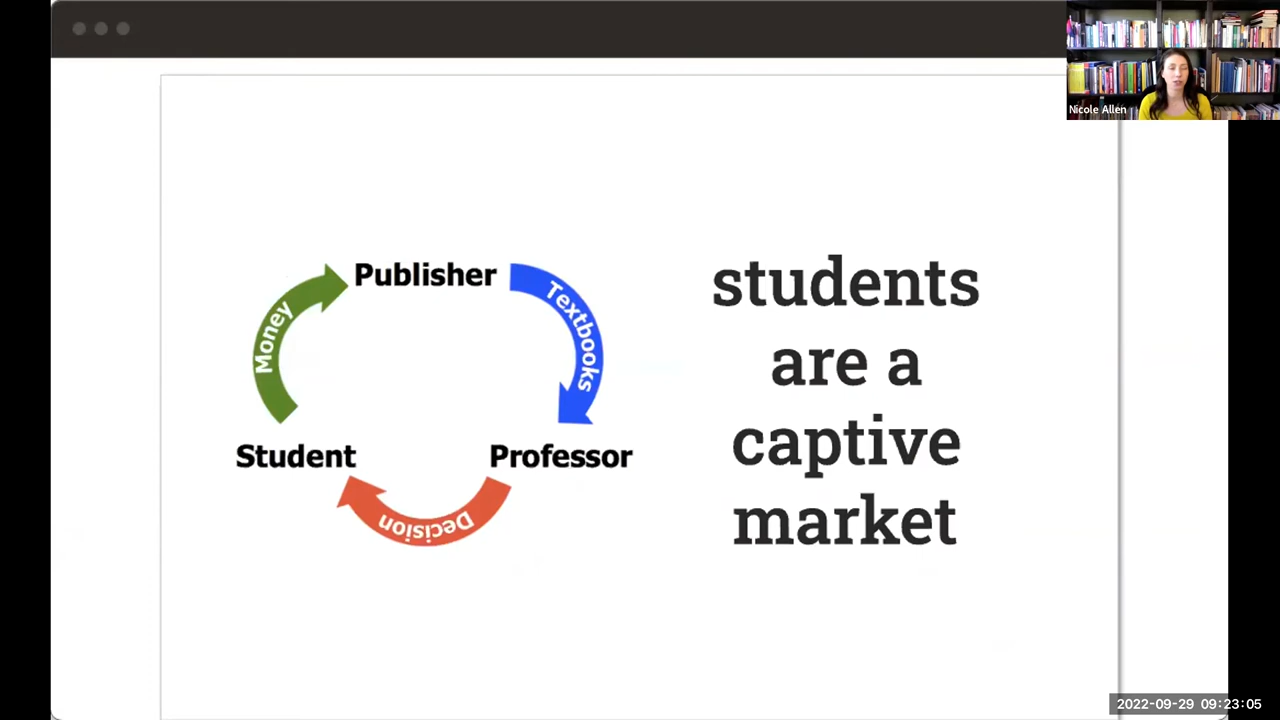 Nicole Allen
Publisher
Money
Textbooks
Student
Professor
Decision
students
are a
captive
market
2022-09-29 09:23:05